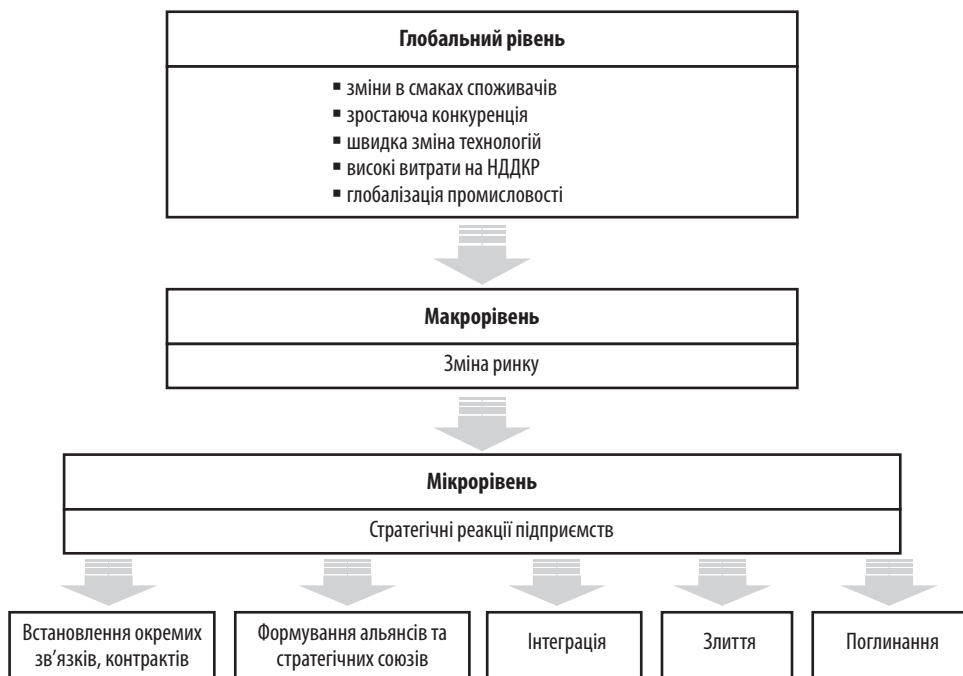 Глобальний рівень
▪ зміни в смаках споживачів
▪ зростаюча конкуренція
▪ швидка зміна технологій
▪ високі витрати на НДДКР
▪ глобалізація промисловості
Макрорівень
Зміна ринку
Мікрорівень
Стратегічні реакції підприємств
Встановлення окремих
зв’язків, контрактів
Формування альянсів та
стратегічних союзів
Інтеграція
Злиття
Поглинання